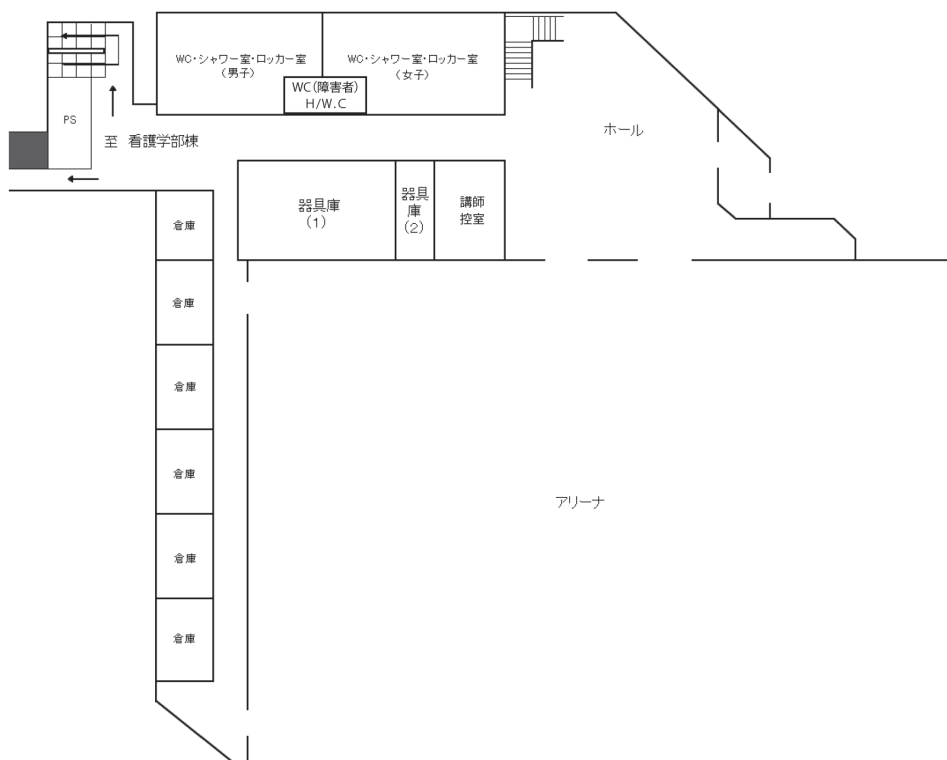 WC・シャワー室・ロッカー室
（男子）
WC・シャワー室・ロッカー室
（女子）
WC(障害者)
H/W.C
PS
至 看護学部棟
ホール
器具庫
(1)
器具
庫
(2)
講師
控室
倉庫
倉庫
倉庫
倉庫
倉庫
倉庫
アリーナ